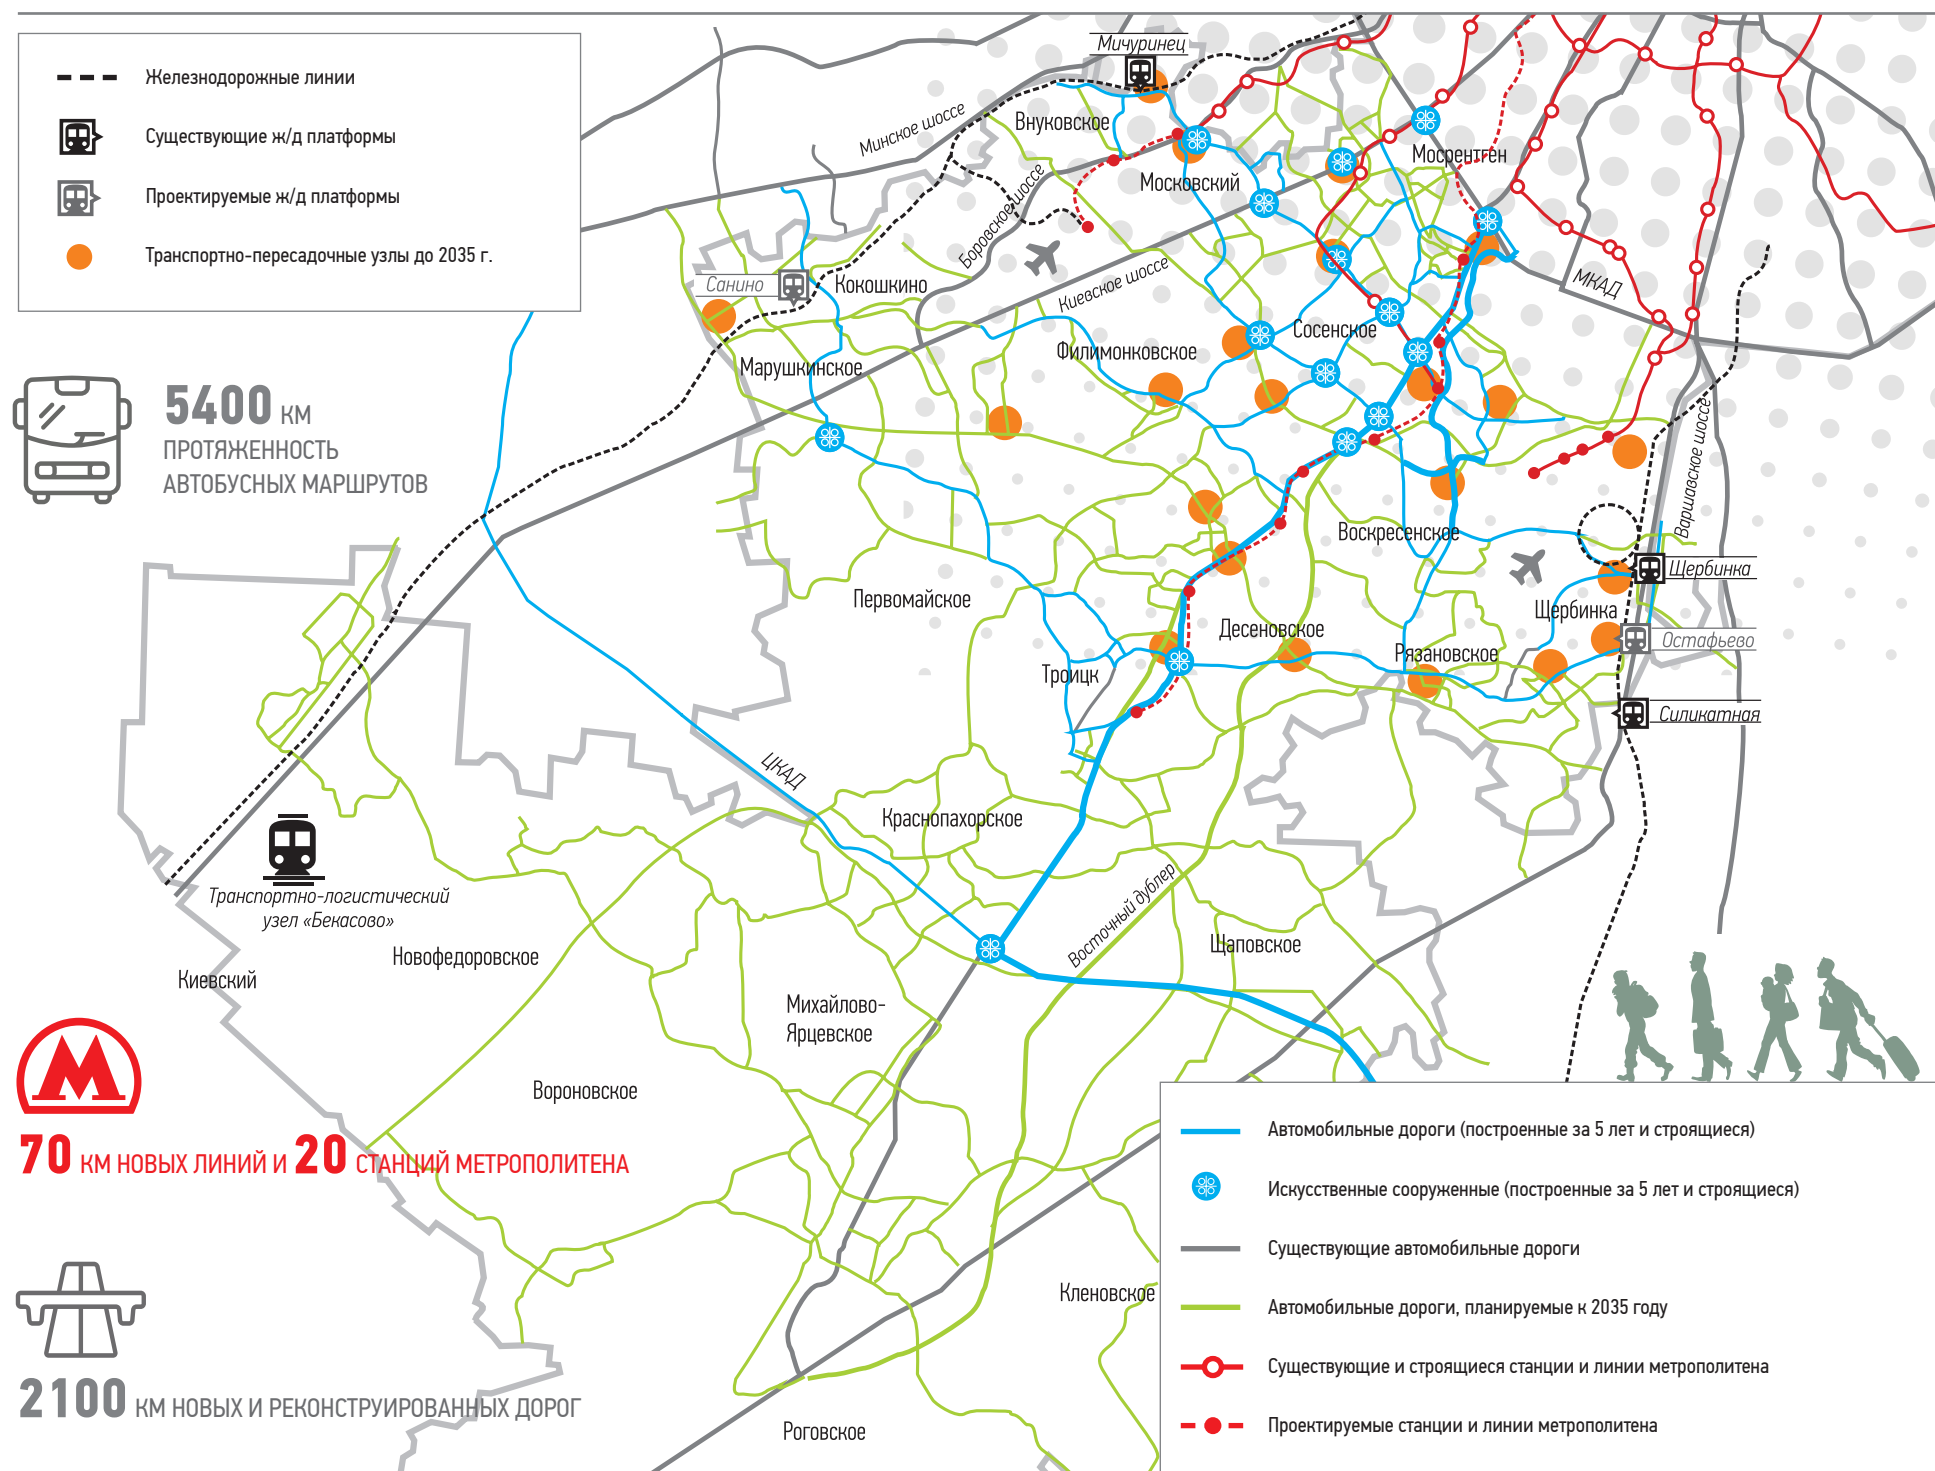 Железнодорожные линии
Существующие ж/д платформы
Проектируемые ж/д платформы
Транспортно-пересадочные узлы до 2035 г.
5400 КМ
ПРОТЯЖЕННОСТЬ
АВТОБУСНЫХ МАРШРУТОВ
Мичуринец
Минское шоссе
Внуковское
Боровское шоссе
Московский
Мосрентген
Киевское шоссе
МКАД
Санино
Кокошкино
Марушкинское
Филимонковское
Сосенское
Варшавское шоссе
Воскресенское
Щербинка
Щербинка
Остафьево
Силикатная
Первомайское
Десеновское
Рязановское
Троицк
ЦКАД
Краснопахорское
Восточный дублер
Щаповское
Транспортно-логистический
узел «Бекасово»
Новофедоровское
Киевский
Михайлово-
Ярцевское
Вороновское
Кленовское
Роговское
70 КМ НОВЫХ ЛИНИЙ И 20 СТАНЦИЙ МЕТРОПОЛИТЕНА
2100 КМ НОВЫХ И РЕКОНСТРУИРОВАННЫХ ДОРОГ
Автомобильные дороги (построенные за 5 лет и строящиеся)
Искусственные сооруженные (построенные за 5 лет и строящиеся)
Существующие автомобильные дороги
Автомобильные дороги, планируемые к 2035 году
Существующие и строящиеся станции и линии метрополитена
Проектируемые станции и линии метрополитена